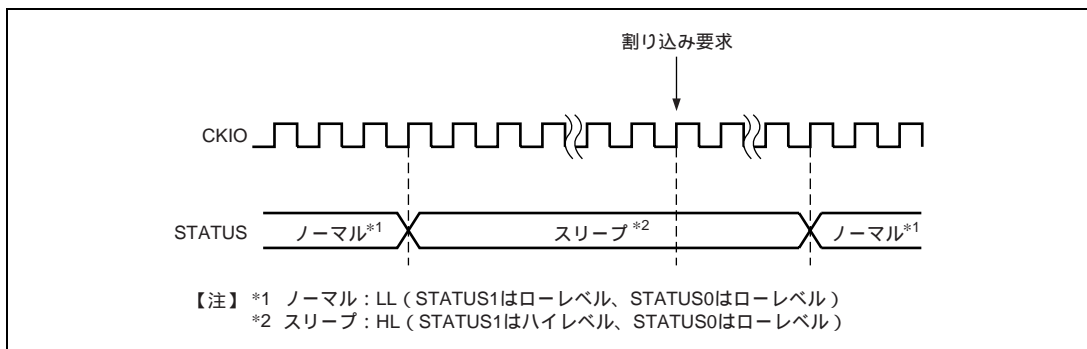 割り込み要求
CKIO
STATUS ノーマル*1 スリープ*2 ノーマル*1
【注】 *1 ノーマル：LL（STATUS1はローレベル、STATUS0はローレベル）
*2 スリープ：HL（STATUS1はハイレベル、STATUS0はローレベル）